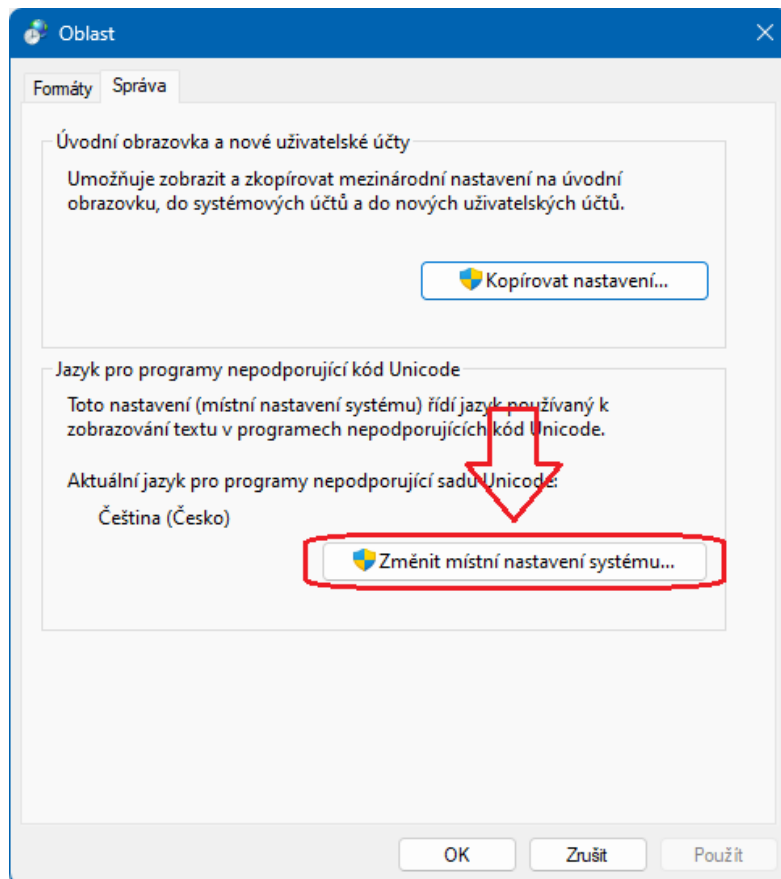 Oblast
Formáty
Správa
Úvodní obrazovka a nové uživatelské účty
Umožňuje zobrazit a zkopírovat mezinárodní nastavení na úvodní
obrazovku, do systémových účtů a do nových uživatelských účtů.
Kopírovat nastavení...
Jazyk pro programy nepodporující kód Unicode
Toto nastavení (místní nastavení systému) řídí jazyk používaný k
zobrazování textu v programech nepodporujících kód Unicode.
Aktuální jazyk pro programy nepodporující sadu Unicode:
Čeština (Česko)
Změnit místní nastavení systému...
OK
Zrušit
Použít